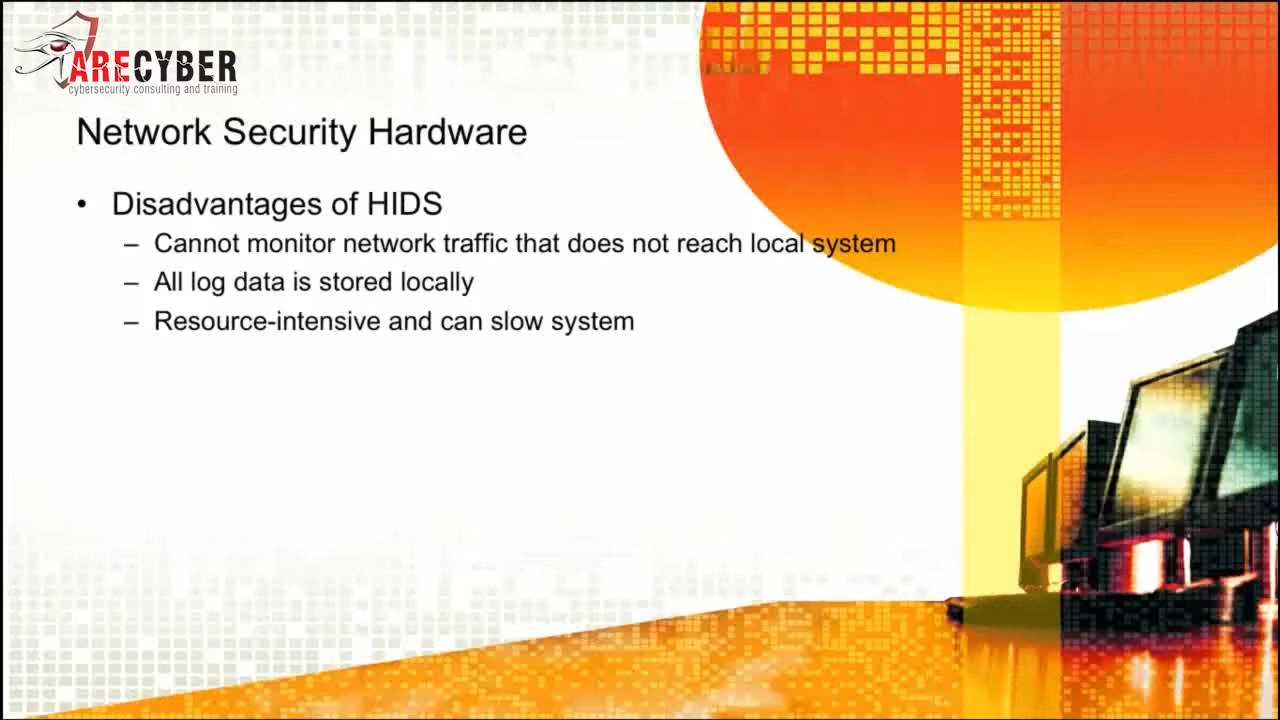 ARECYBER
cybersecurity consulting and training
Network Security Hardware
• Disadvantages of HIDS
– Cannot monitor network traffic that does not reach local system
– All log data is stored locally
– Resource-intensive and can slow system